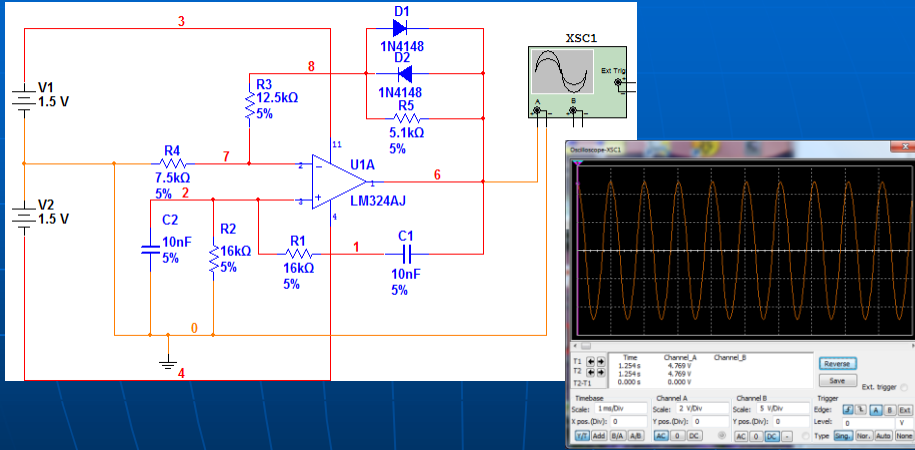 3
D1
1N4148
D2
1N4148
8
R3
12.5kΩ
5%
R5
5.1kΩ
5%
XSC1
Ext Trig
A
B
V1
1.5 V
11
R4
7.5kΩ
5%
7
2
U1A
1
6
LM324AJ
3
4
2
V2
1.5 V
C2
10nF
5%
R2
16kΩ
5%
R1
16kΩ
5%
1
C1
10nF
5%
0
4
Oscilloscope-XSC1
Time Channel_A Channel_B
T1 1.254 s 4.769 V
T2 1.254 s 4.769 V
T2-T1 0.000 s 0.000 V
Reverse
Save
Ext. trigger
Timebase
Scale: 1 ms/Div
X pos.(Div): 0
Y/T Add B/A A/B
Channel A
Scale: 2 V/Div
Y pos.(Div): 0
AC 0 DC
Channel B
Scale: 5 V/Div
Y pos.(Div): 0
AC 0 DC -
Trigger
Edge: A B Ext
Level: 0 V
Type Sing. Nor. Auto None